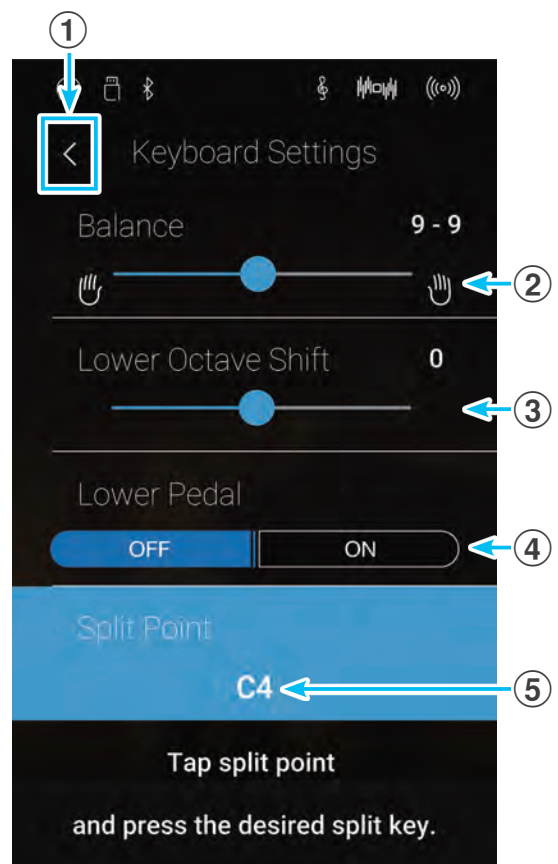 ①
Keyboard Settings
Balance 9 - 9
②
Lower Octave Shift 0
③
Lower Pedal
OFF ON
④
Split Point
C4
⑤
Tap split point
and press the desired split key.